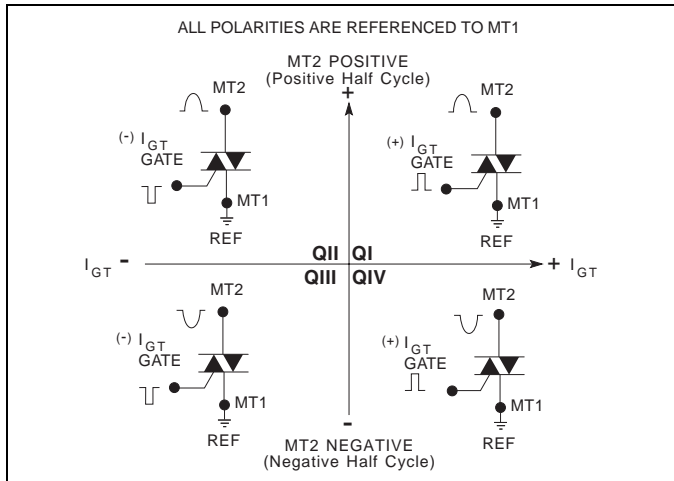 ALL POLARITIES ARE REFERENCED TO MT1
MT2 POSITIVE
(Positive Half Cycle)
+
MT2
(-) IGT
GATE
MT1
REF
MT2
(+) IGT
GATE
MT1
REF
IGT -
QII QI
QIII QIV
+ IGT
MT2
(-) IGT
GATE
MT1
REF
MT2
(+) IGT
GATE
MT1
REF
-
MT2 NEGATIVE
(Negative Half Cycle)